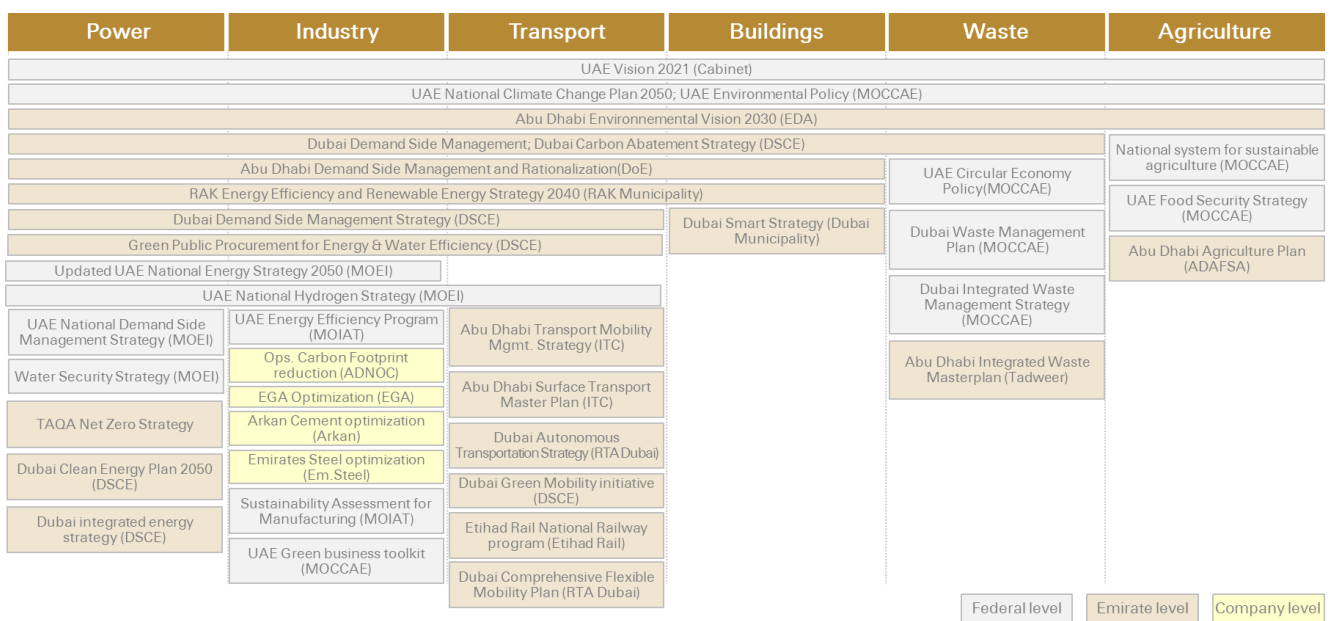 Power
Industry
Transport
Buildings
Waste
Agriculture
UAE Vision 2021 (Cabinet)
UAE National Climate Change Plan 2050; UAE Environmental Policy (MOCCAE)
Abu Dhabi Environnemental Vision 2030 (EDA)
Dubai Demand Side Management; Dubai Carbon Abatement Strategy (DSCE)
Abu Dhabi Demand Side Management and Rationalization(DoE)
RAK Energy Efficiency and Renewable Energy Strategy 2040 (RAK Municipality)
Dubai Demand Side Management Strategy (DSCE)
Green Public Procurement for Energy & Water Efficiency (DSCE)
Updated UAE National Energy Strategy 2050 (MOEI)
UAE National Hydrogen Strategy (MOEI)
UAE National Demand Side
Management Strategy (MOEI)
Water Security Strategy (MOEI)
TAQA Net Zero Strategy
Dubai Clean Energy Plan 2050
(DSCE)
Dubai integrated energy
strategy (DSCE)
UAE Energy Efficiency Program
(MOIAT)
Ops. Carbon Footprint
reduction (ADNOC)
EGA Optimization (EGA)
Arkan Cement optimization
(Arkan)
Emirates Steel optimization
(Em.Steel)
Sustainability Assessment for
Manufacturing (MOIAT)
UAE Green business toolkit
(MOCCAE)
Abu Dhabi Transport Mobility
Mgmt. Strategy (ITC)
Abu Dhabi Surface Transport
Master Plan (ITC)
Dubai Autonomous
Transportation Strategy (RTA Dubai)
Dubai Green Mobility initiative
(DSCE)
Etihad Rail National Railway
program (Etihad Rail)
Dubai Comprehensive Flexible
Mobility Plan (RTA Dubai)
Dubai Smart Strategy (Dubai
Municipality)
UAE Circular Economy
Policy(MOCCAE)
Dubai Waste Management
Plan (MOCCAE)
Dubai Integrated Waste
Management Strategy
(MOCCAE)
Abu Dhabi Integrated Waste
Masterplan (Tadweer)
National system for sustainable
agriculture (MOCCAE)
UAE Food Security Strategy
(MOCCAE)
Abu Dhabi Agriculture Plan
(ADAFSA)
Federal level
Emirate level
Company level